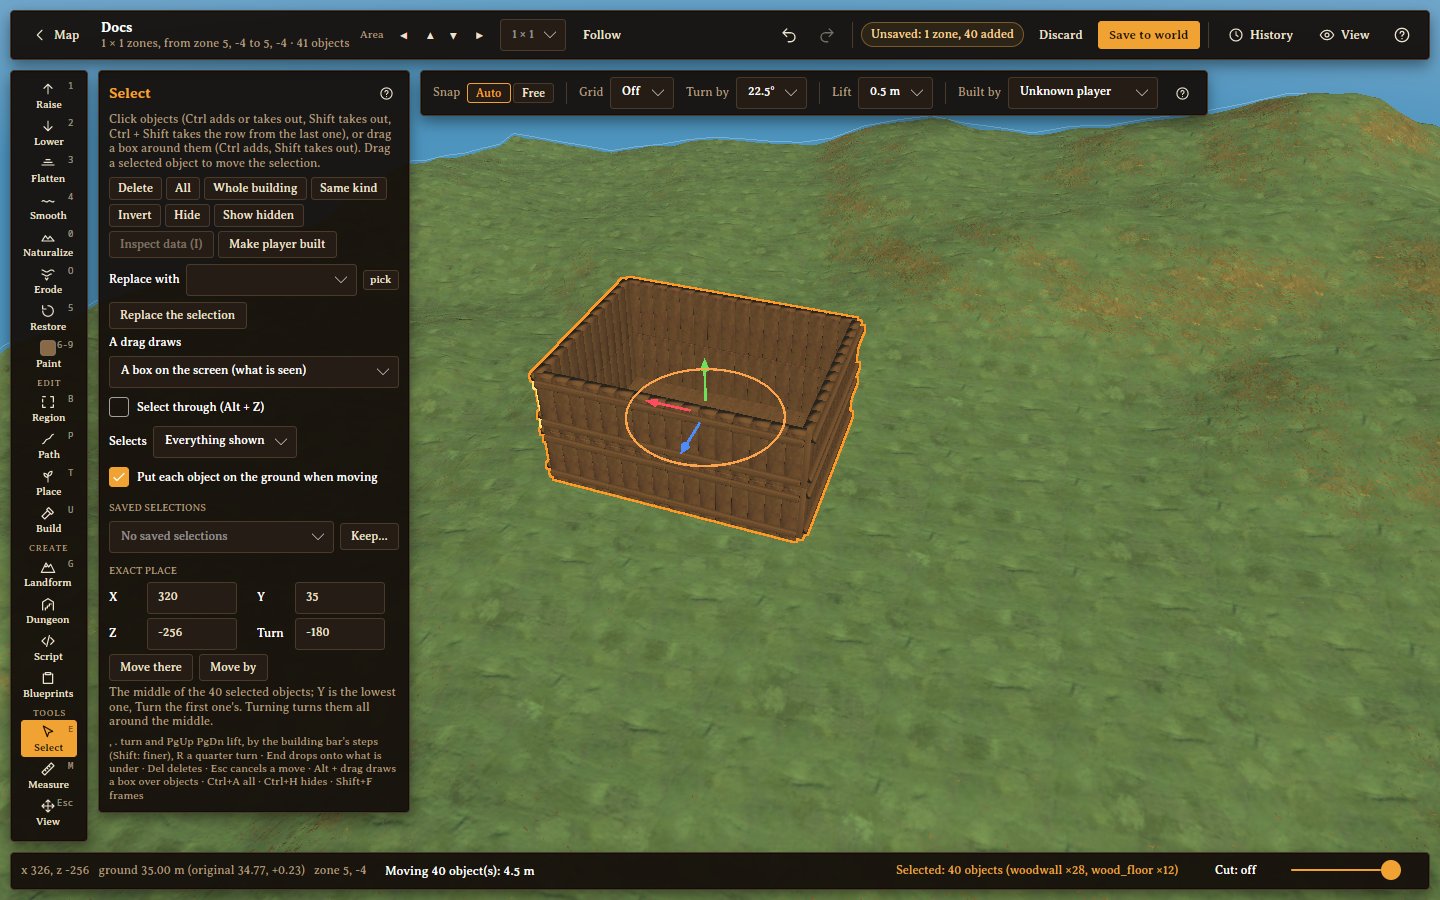 Map
Docs
1 × 1 zones, from zone 5, -4 to 5, -4 · 41 objects
Area
1 × 1
Follow
Unsaved: 1 zone, 40 added
Discard
Save to world
History
View
Raise 1
Lower 2
Flatten 3
Smooth 4
Naturalize 0
Erode O
Restore 5
Paint 6-9
EDIT
Region 8
Path P
Place T
Build U
CREATE
Landform G
Dungeon
Script
Blueprints
TOOLS
Select E
Measure M
View Esc
Select
Click objects (Ctrl adds or takes out, Shift takes out,
Ctrl + Shift takes the row from the last one), or drag
a box around them (Ctrl adds, Shift takes out). Drag
a selected object to move the selection.
Delete All Whole building Same kind
Invert Hide Show hidden
Inspect data (I) Make player built
Replace with pick
Replace the selection
A drag draws
A box on the screen (what is seen)
Select through (Alt + Z)
Selects Everything shown
Put each object on the ground when moving
SAVED SELECTIONS
No saved selections Keep...
EXACT PLACE
X 320 Y 35
Z -256 Turn -180
Move there Move by
The middle of the 40 selected objects; Y is the lowest
one, Turn the first one's. Turning turns them all
around the middle.
, . turn and PgUp PgDn lift, by the building bar's steps
(Shift: finer), R a quarter turn · End drops onto what is
under · Del deletes · Esc cancels a move · Alt + drag draws
a box over objects · Ctrl+A all · Ctrl+H hides · Shift+F
frames
Snap Auto Free Grid Off Turn by 22.5° Lift 0.5 m Built by Unknown player
x 326, z -256 ground 35.00 m (original 34.77, +0.23) zone 5, -4 Moving 40 object(s): 4.5 m
Selected: 40 objects (woodwall ×28, wood_floor ×12) Cut: off